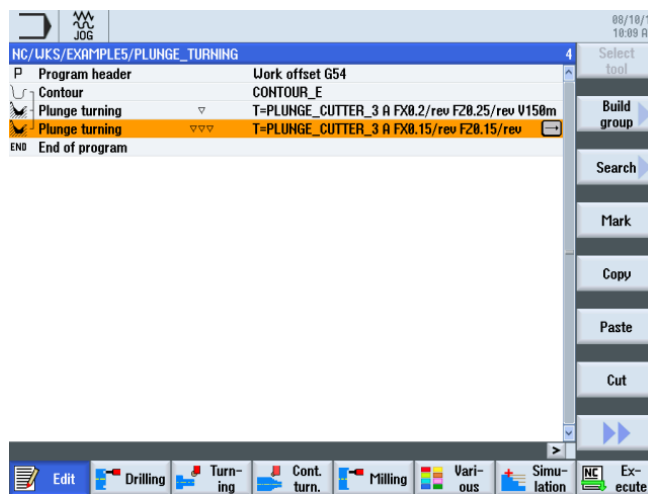 JOG
08/10/1
10:09 A
NC/WKS/EXAMPLE5/PLUNGE_TURNING 4
P Program header Work offset G54
Contour CONTOUR_E
Plunge turning ▽ T=PLUNGE_CUTTER_3 A FX0.2/rev FZ0.25/rev V150m
Plunge turning ▽▽▽ T=PLUNGE_CUTTER_3 A FX0.15/rev FZ0.15/rev
END End of program
Select
tool
Build
group
Search
Mark
Copy
Paste
Cut
Edit
Drilling
Turn-
ing
Cont.
turn.
Milling
Vari-
ous
Simu-
lation
NC Ex-
ecute